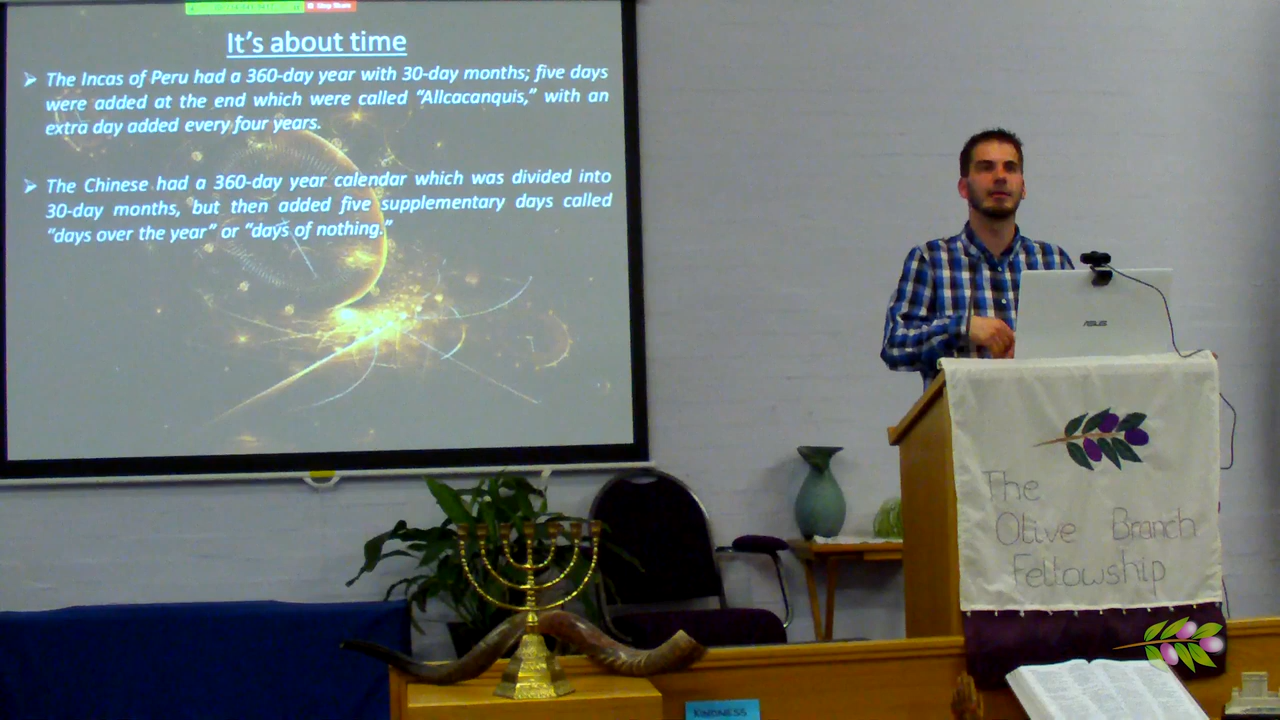 Stop Share
It's about time
➢ The Incas of Peru had a 360-day year with 30-day months; five days
were added at the end which were called “Allcacanquis,” with an
extra day added every four years.
➢ The Chinese had a 360-day year calendar which was divided into
30-day months, but then added five supplementary days called
“days over the year” or “days of nothing.”
ASUS
The
Olive Branch
Fellowship
KINDNESS